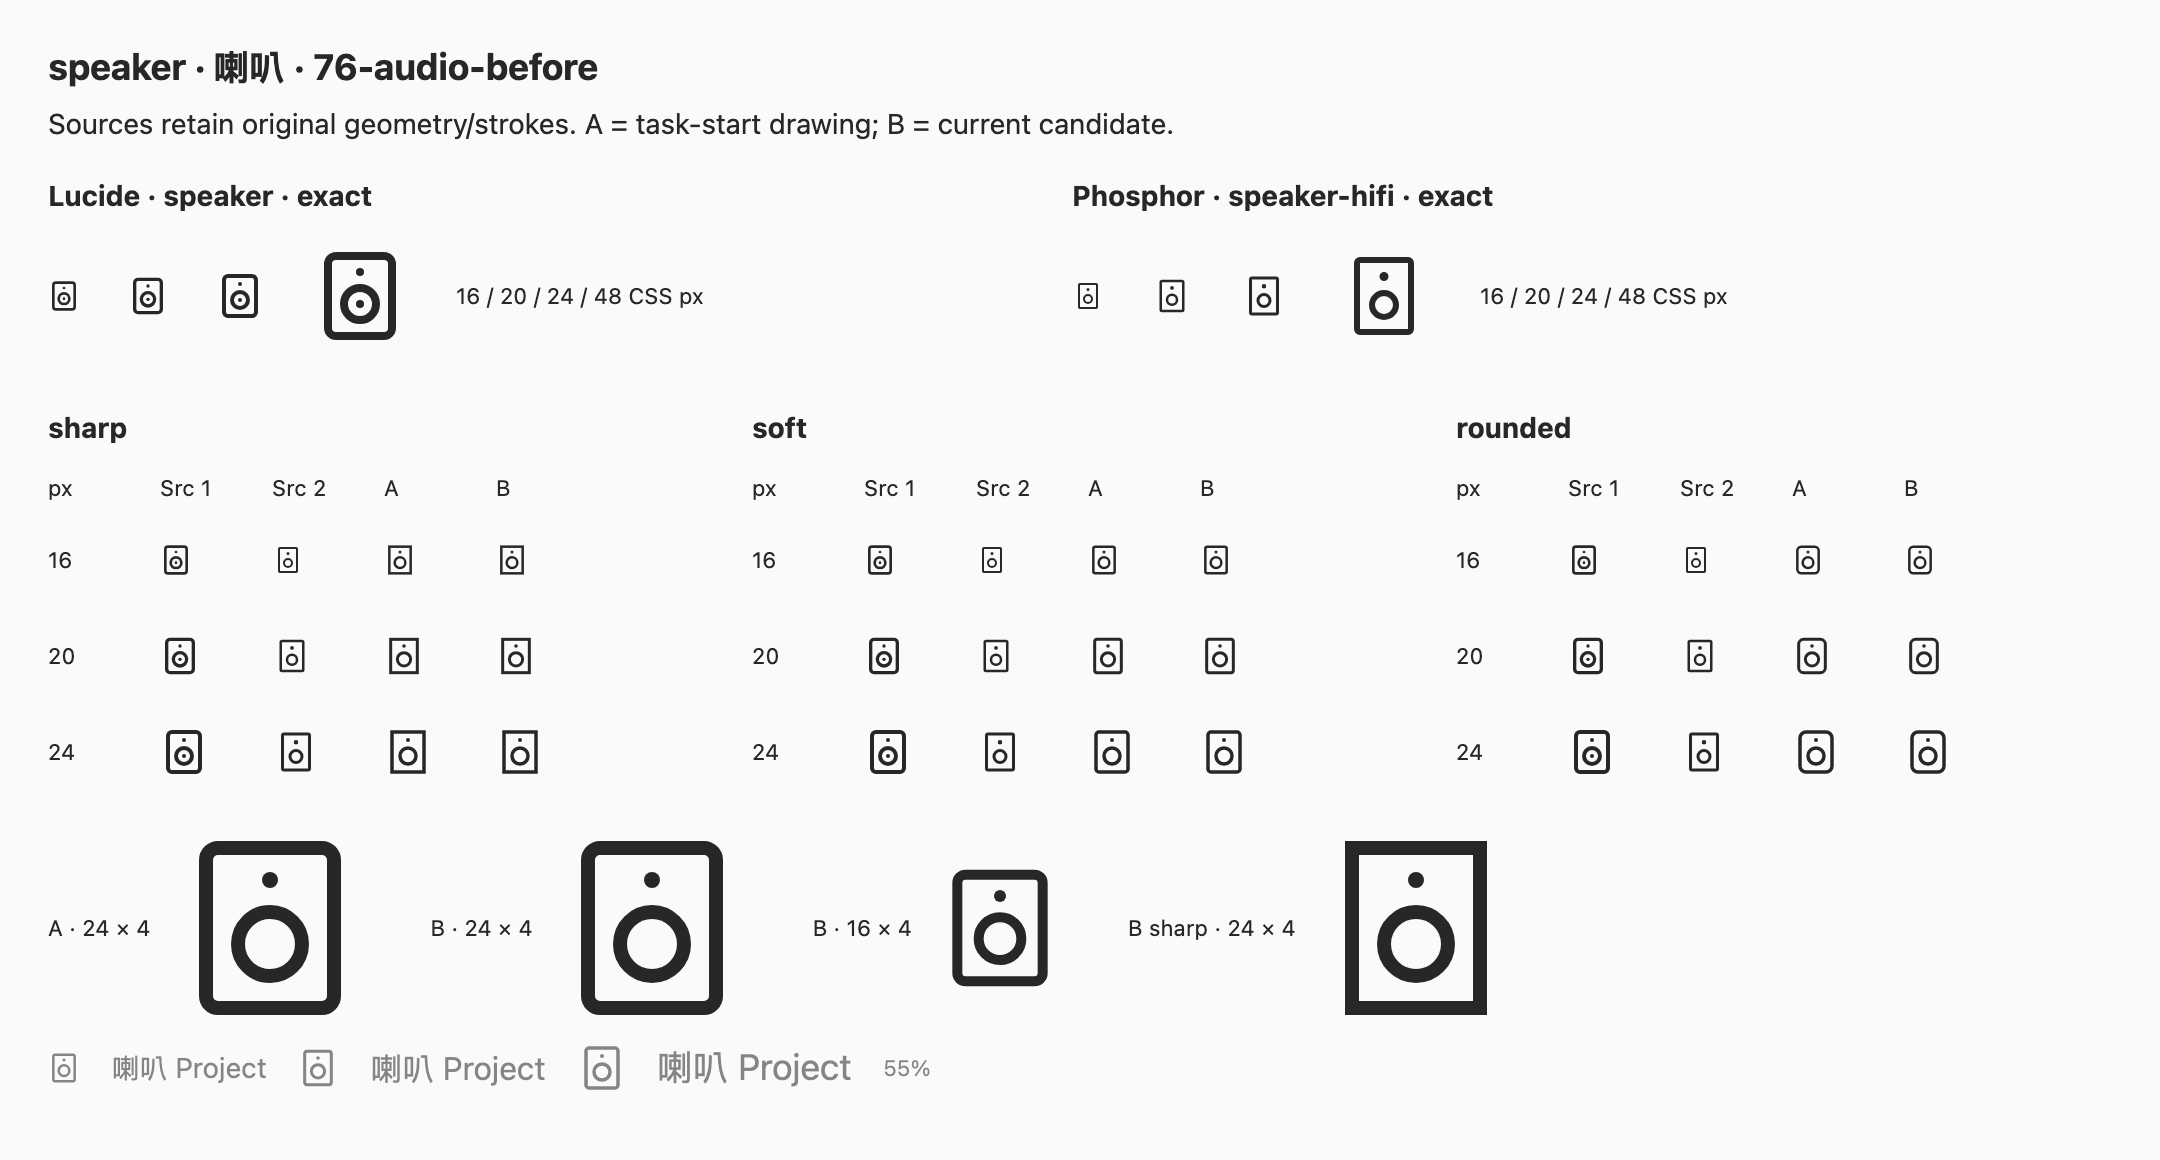 speaker · 喇叭 · 76-audio-before
Sources retain original geometry/strokes. A = task-start drawing; B = current candidate.
Lucide · speaker · exact
Phosphor · speaker-hifi · exact
16 / 20 / 24 / 48 CSS px
16 / 20 / 24 / 48 CSS px
sharp
soft
rounded
px Src 1 Src 2 A B
px Src 1 Src 2 A B
px Src 1 Src 2 A B
16
16
16
20
20
20
24
24
24
A · 24 × 4
B · 24 × 4
B · 16 × 4
B sharp · 24 × 4
喇叭 Project
喇叭 Project
喇叭 Project
55%